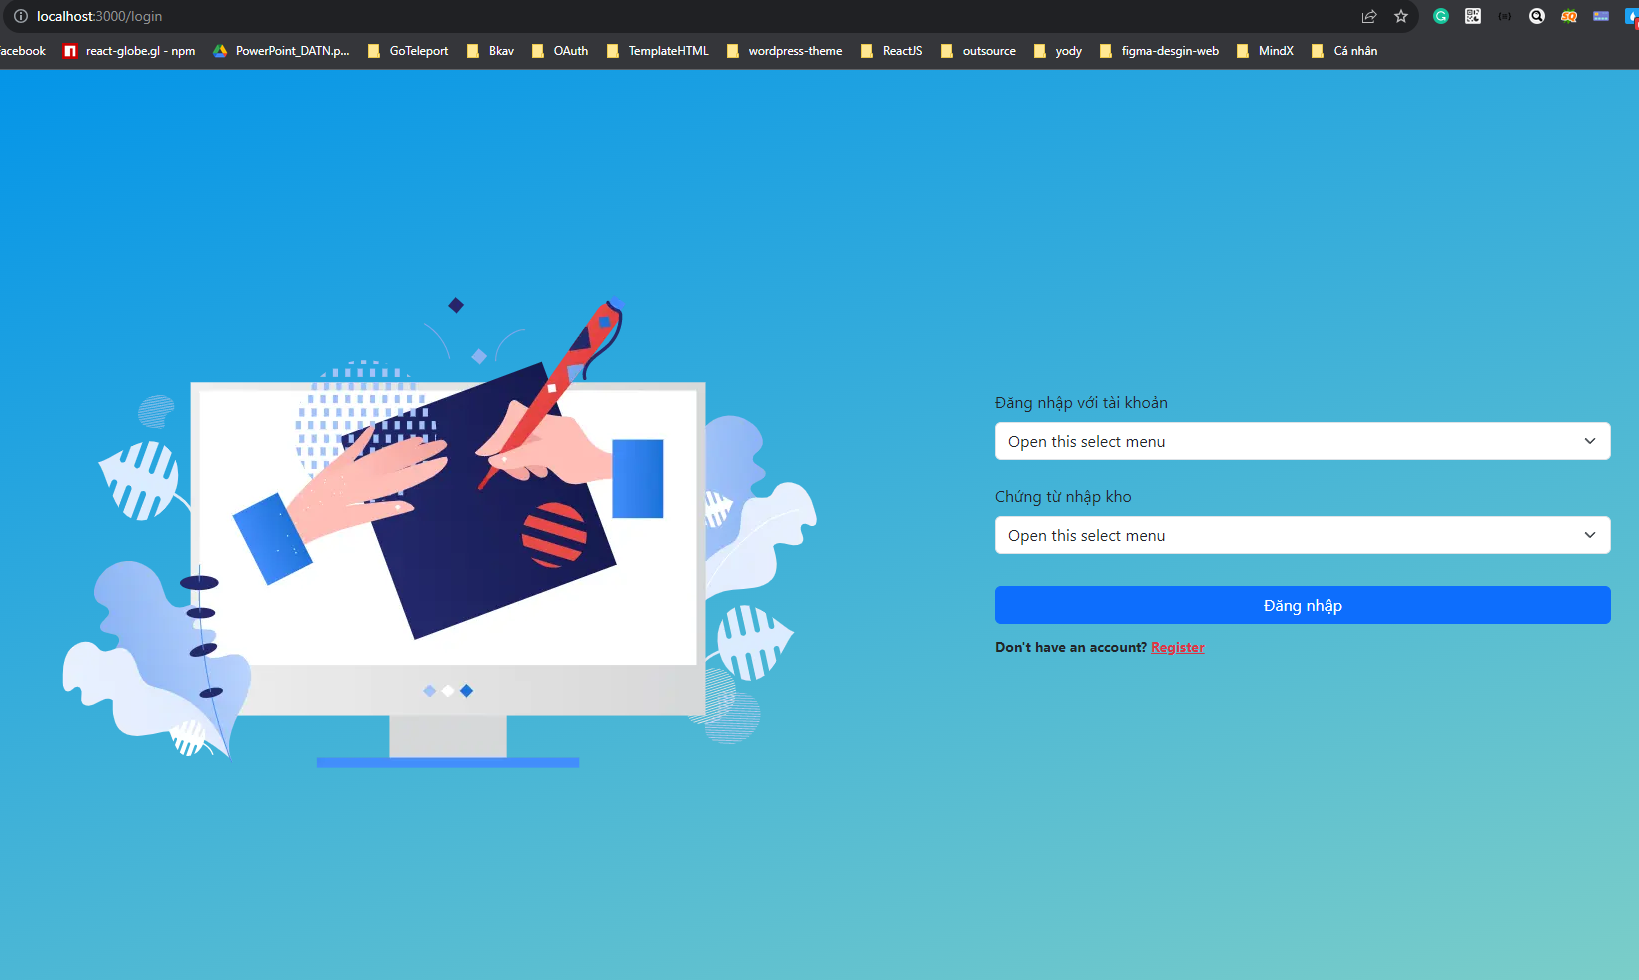 localhost:3000/login
acebook react-globe.gl - npm PowerPoint_DATN.p... GoTeleport Bkav OAuth TemplateHTML wordpress-theme ReactJS outsource yody figma-desgin-web MindX Cá nhân
Đăng nhập với tài khoản
Open this select menu
Chứng từ nhập kho
Open this select menu
Đăng nhập
Don't have an account? Register